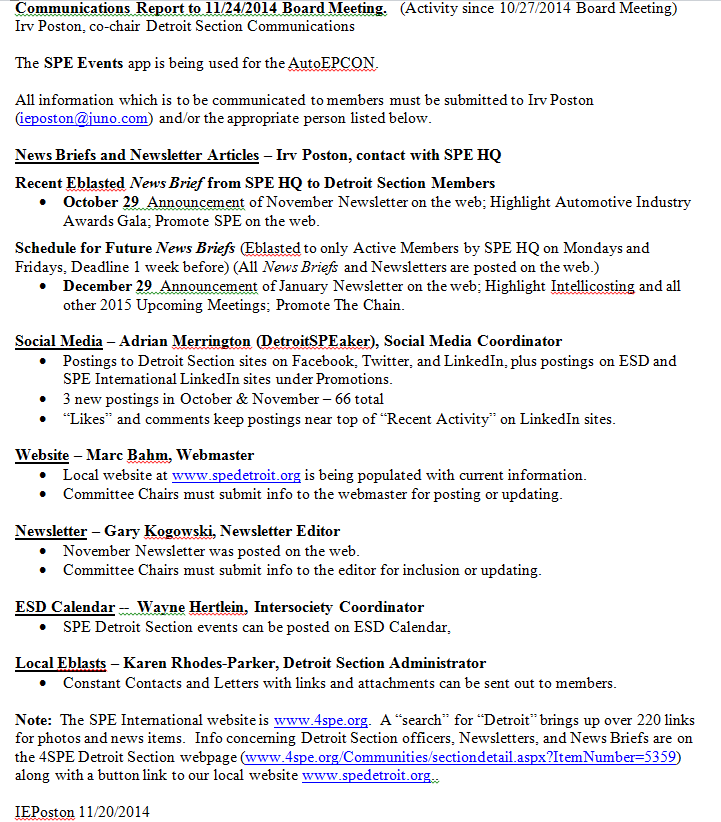 Communications Report to 11/24/2014 Board Meeting.   (Activity since 10/27/2014 Board Meeting)
Irv Poston, co-chair Detroit Section Communications
The SPE Events app is being used for the AutoEPCON.
All information which is to be communicated to members must be submitted to Irv Poston
(ieposton@juno.com) and/or the appropriate person listed below.
News Briefs and Newsletter Articles – Irv Poston, contact with SPE HQ
Recent Eblasted News Brief from SPE HQ to Detroit Section Members
• October 29  Announcement of November Newsletter on the web; Highlight Automotive Industry
Awards Gala; Promote SPE on the web.
Schedule for Future News Briefs (Eblasted to only Active Members by SPE HQ on Mondays and
Fridays, Deadline 1 week before) (All News Briefs and Newsletters are posted on the web.)
• December 29  Announcement of January Newsletter on the web; Highlight Intellicosting and all
other 2015 Upcoming Meetings; Promote The Chain.
Social Media – Adrian Merrington (DetroitSPEaker), Social Media Coordinator
• Postings to Detroit Section sites on Facebook, Twitter, and LinkedIn, plus postings on ESD and
SPE International LinkedIn sites under Promotions.
• 3 new postings in October & November – 66 total
• “Likes” and comments keep postings near top of “Recent Activity” on LinkedIn sites.
Website – Marc Bahm, Webmaster
• Local website at www.spedetroit.org is being populated with current information.
• Committee Chairs must submit info to the webmaster for posting or updating.
Newsletter – Gary Kogowski, Newsletter Editor
• November Newsletter was posted on the web.
• Committee Chairs must submit info to the editor for inclusion or updating.
ESD Calendar –  Wayne Hertlein, Intersociety Coordinator
• SPE Detroit Section events can be posted on ESD Calendar,
Local Eblasts – Karen Rhodes-Parker, Detroit Section Administrator
• Constant Contacts and Letters with links and attachments can be sent out to members.
Note:  The SPE International website is www.4spe.org.  A “search” for “Detroit” brings up over 220 links
for photos and news items.  Info concerning Detroit Section officers, Newsletters, and News Briefs are on
the 4SPE Detroit Section webpage (www.4spe.org/Communities/sectiondetail.aspx?ItemNumber=5359)
along with a button link to our local website www.spedetroit.org..
IEPoston 11/20/2014